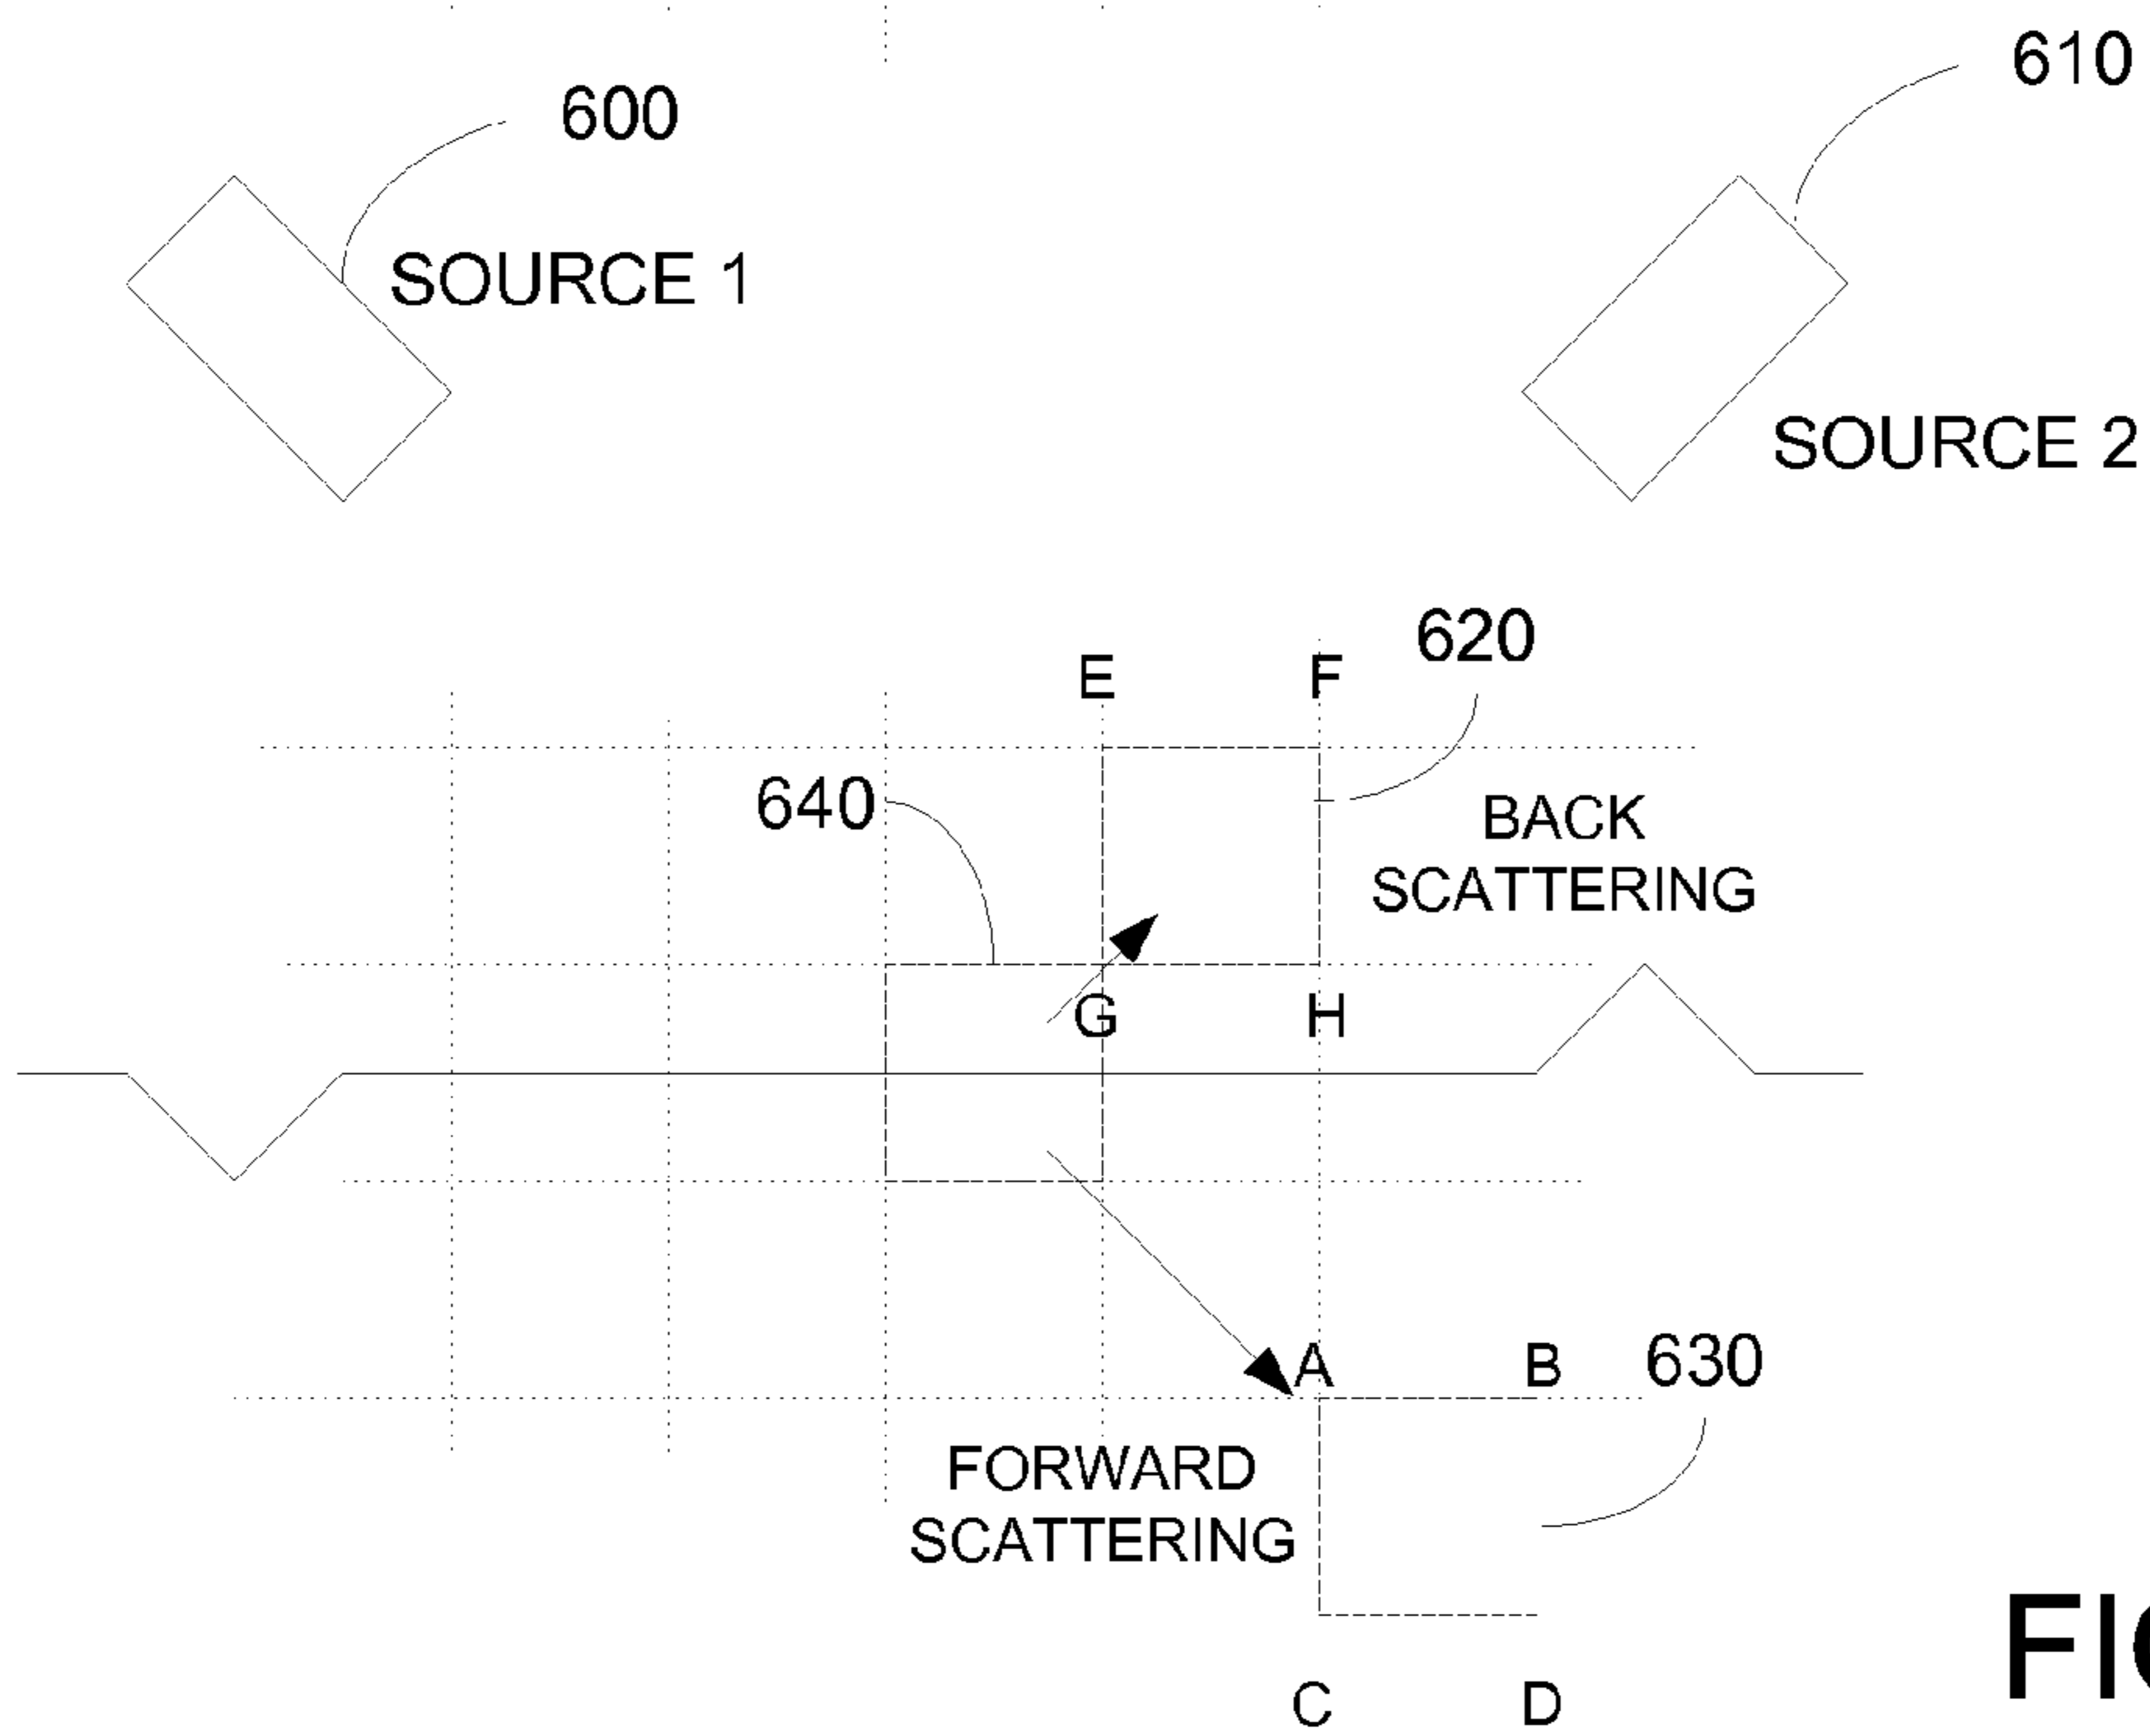 610
600
SOURCE 1
SOURCE 2
620
E F
640
BACK
SCATTERING
G H
A B 630
FORWARD
SCATTERING
C D